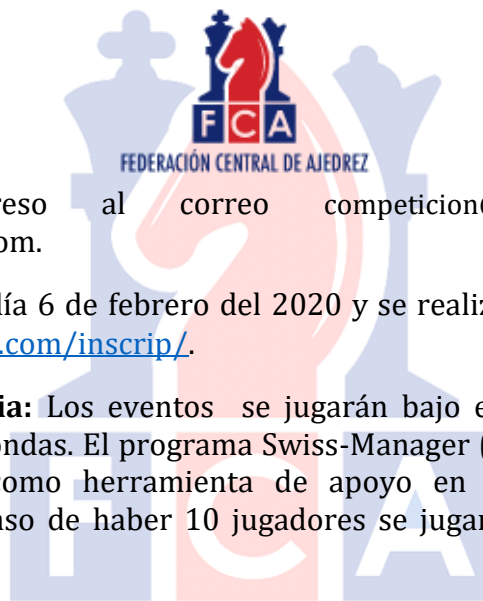 FCA
FEDERACIÓN CENTRAL DE AJEDREZ
reso al correo competicion
om.
día 6 de febrero del 2020 y se realiz
.com/inscrip/.
ia: Los eventos se jugarán bajo e
ondas. El programa Swiss-Manager (
como herramienta de apoyo en
aso de haber 10 jugadores se jugar
FCA